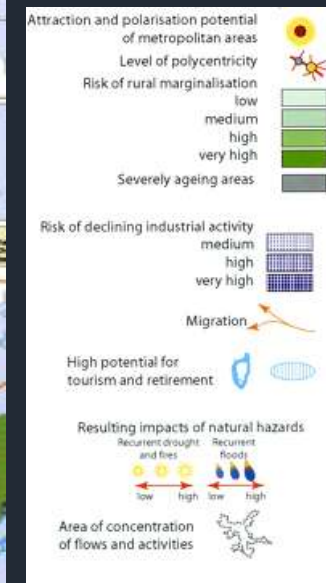 Attraction and polarisation potential
of metropolitan areas
Level of polycentricity
Risk of rural marginalisation
low
medium
high
very high
Severely ageing areas
Risk of declining industrial activity
medium
high
very high
Migration
High potential for
tourism and retirement
Resulting impacts of natural hazards
Recurrent drought
and fires
Recurrent
floods
low high low high
Area of concentration
of flows and activities